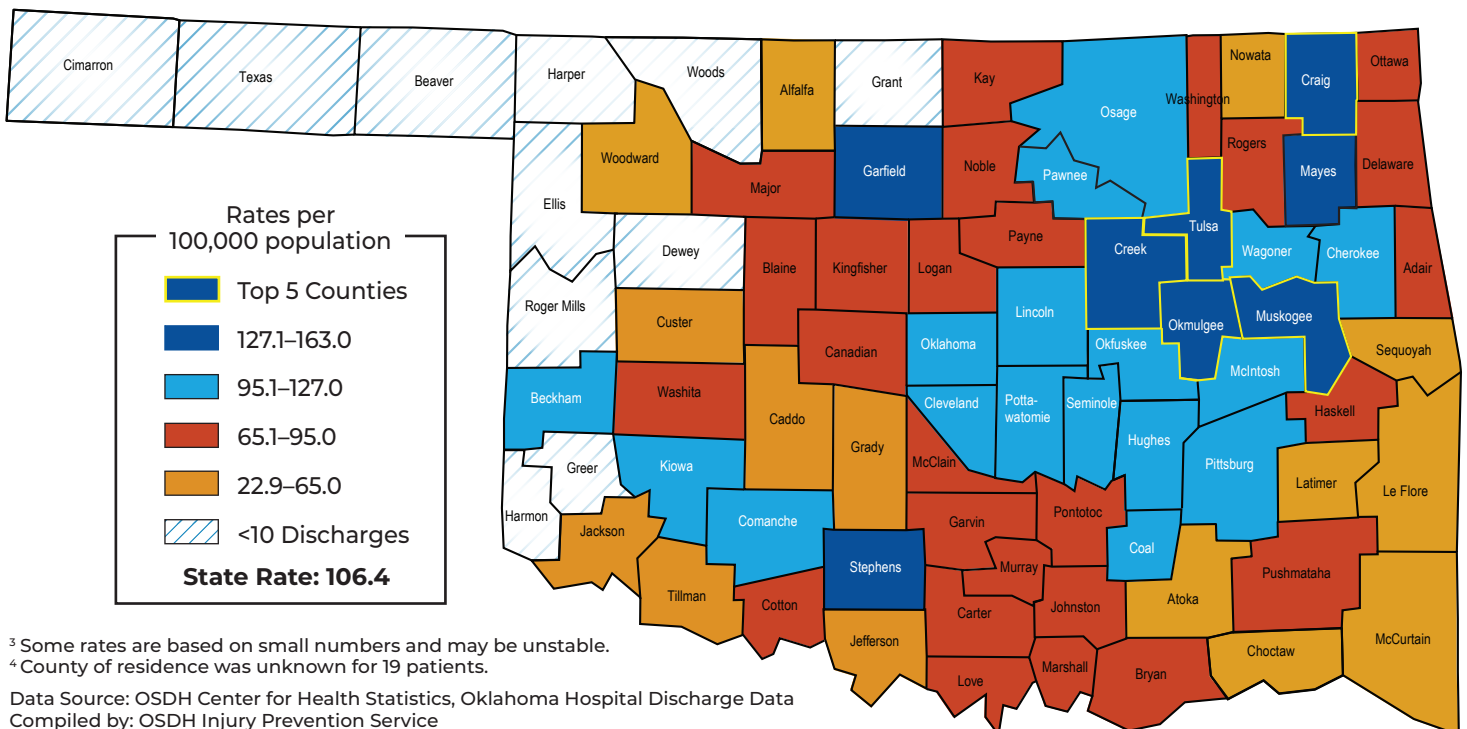 Cimarron
Texas
Beaver
Harper
Woods
Alfalfa
Grant
Kay
Osage
Washington
Nowata
Craig
Ottawa
Woodward
Major
Garfield
Noble
Pawnee
Rogers
Mayes
Delaware
Ellis
Dewey
Blaine
Kingfisher
Logan
Payne
Creek
Tulsa
Wagoner
Cherokee
Adair
Roger Mills
Custer
Canadian
Oklahoma
Lincoln
Okfuskee
Okmulgee
Muskogee
McIntosh
Sequoyah
Beckham
Washita
Caddo
Grady
Cleveland
Potta-
watomie
Seminole
Hughes
Pittsburg
Haskell
Latimer
Le Flore
Harmon
Greer
Kiowa
Jackson
Comanche
McClain
Garvin
Pontotoc
Coal
Tillman
Cotton
Stephens
Murray
Carter
Johnston
Atoka
Pushmataha
McCurtain
Jefferson
Love
Marshall
Bryan
Choctaw
Rates per
100,000 population
Top 5 Counties
127.1–163.0
95.1–127.0
65.1–95.0
22.9–65.0
<10 Discharges
State Rate: 106.4
³ Some rates are based on small numbers and may be unstable.
⁴ County of residence was unknown for 19 patients.
Data Source: OSDH Center for Health Statistics, Oklahoma Hospital Discharge Data
Compiled by: OSDH Injury Prevention Service